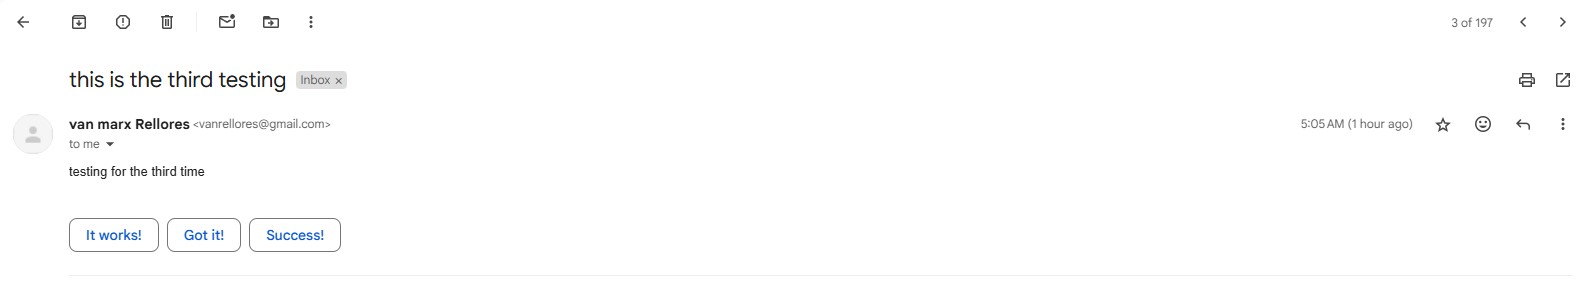 3 of 197
this is the third testing Inbox ×
van marx Rellores <vanrellores@gmail.com> 5:05 AM (1 hour ago)
to me
testing for the third time
It works! Got it! Success!